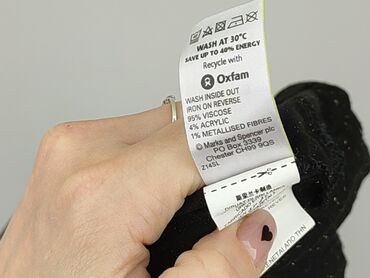 WASH AT 30°C
SAVE UP TO 40% ENERGY
Recycle with
Oxfam
WASH INSIDE OUT
IRON ON REVERSE
95% VISCOSE
4% ACRYLIC
1% METALLISED FIBRES
© Marks and Spencer plc
PO Box 3339
Chester CH99 9QS
Z14SL